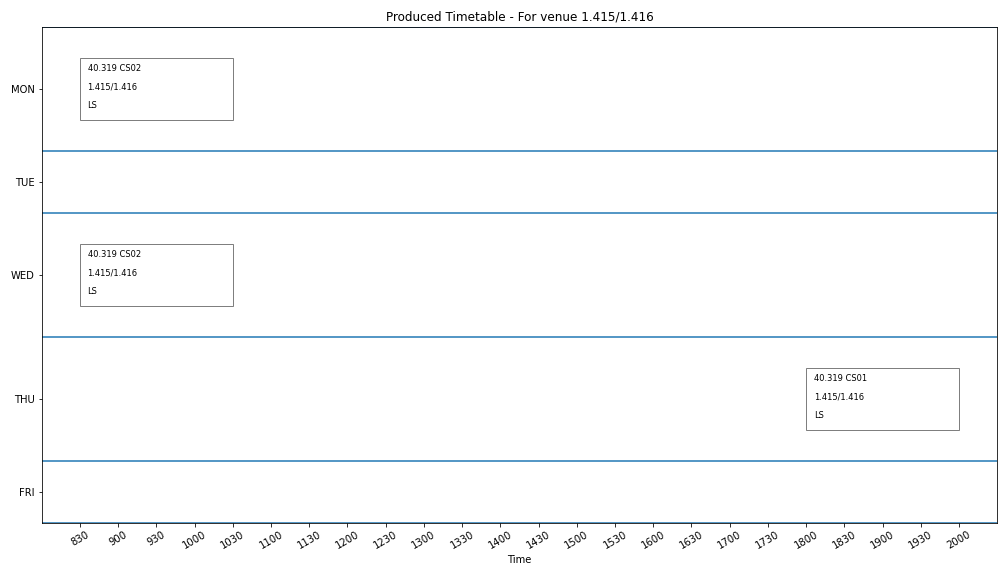 Produced Timetable - For venue 1.415/1.416
MON
40.319 CS02
1.415/1.416
LS
TUE
WED
40.319 CS02
1.415/1.416
LS
THU
40.319 CS01
1.415/1.416
LS
FRI
830 900 930 1000 1030 1100 1130 1200 1230 1300 1330 1400 1430 1500 1530 1600 1630 1700 1730 1800 1830 1900 1930 2000
Time